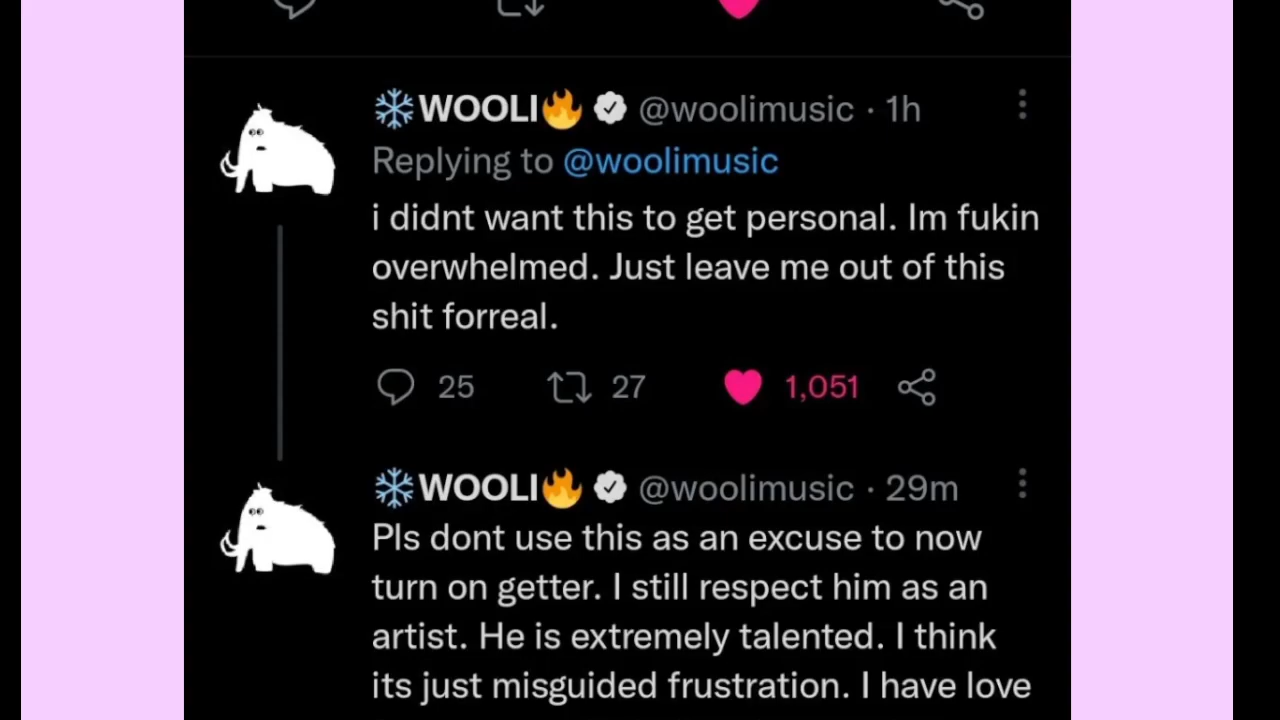 ❄️WOOLI🔥 @woolimusic · 1h
Replying to @woolimusic
i didnt want this to get personal. Im fukin
overwhelmed. Just leave me out of this
shit forreal.
25 27 1,051
❄️WOOLI🔥 @woolimusic · 29m
Pls dont use this as an excuse to now
turn on getter. I still respect him as an
artist. He is extremely talented. I think
its just misguided frustration. I have love